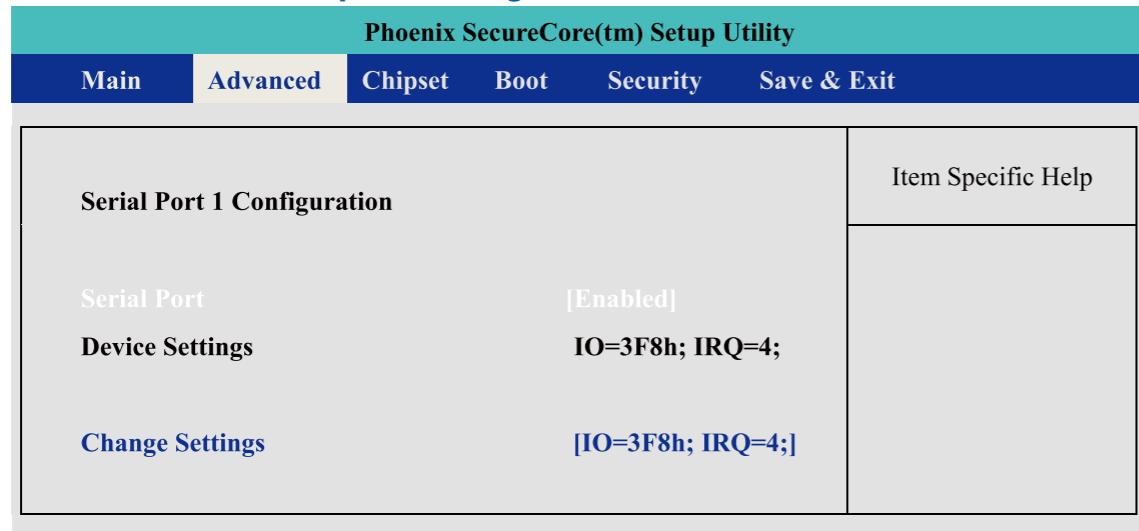 Phoenix SecureCore(tm) Setup Utility
Main Advanced Chipset Boot Security Save & Exit
Serial Port 1 Configuration
Item Specific Help
Serial Port [Enabled]
Device Settings IO=3F8h; IRQ=4;
Change Settings [IO=3F8h; IRQ=4;]